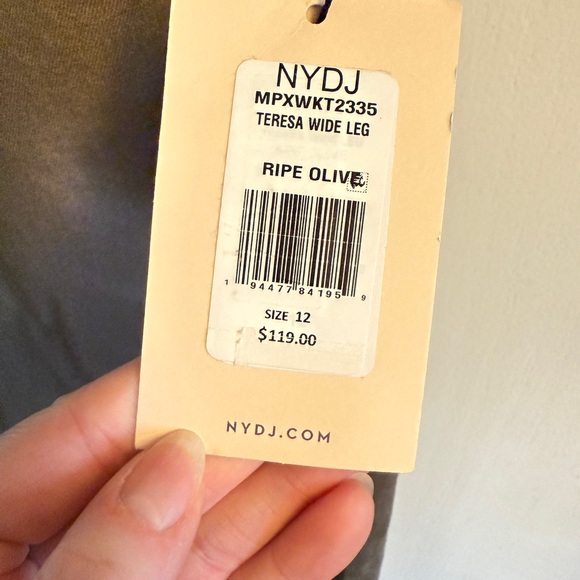 NYDJ
MPXWKT2335
TERESA WIDE LEG
RIPE OLIVE
1 94477 84195 9
SIZE 12
$119.00
NYDJ.COM